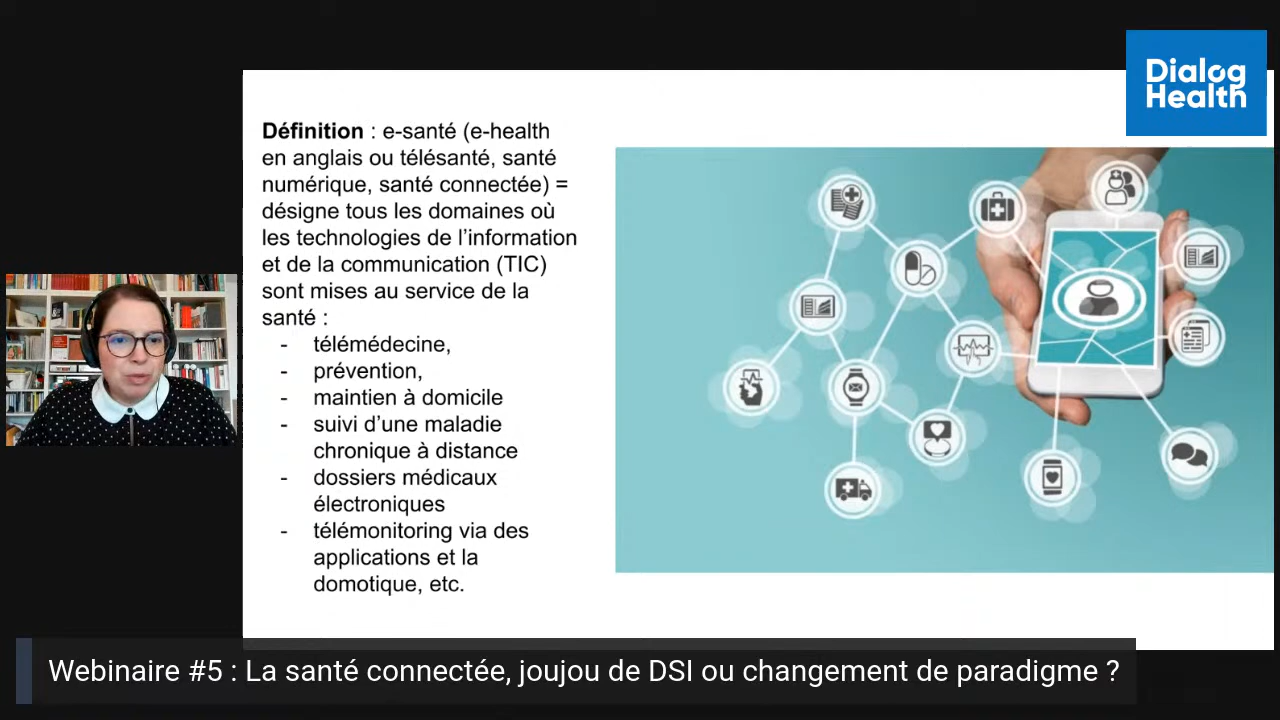 Dialog
Health
Définition : e-santé (e-health
en anglais ou télésanté, santé
numérique, santé connectée) =
désigne tous les domaines où
les technologies de l'information
et de la communication (TIC)
sont mises au service de la
santé :
- télémédecine,
- prévention,
- maintien à domicile
- suivi d'une maladie
chronique à distance
- dossiers médicaux
électroniques
- télémonitoring via des
applications et la
domotique, etc.
Webinaire #5 : La santé connectée, joujou de DSI ou changement de paradigme ?